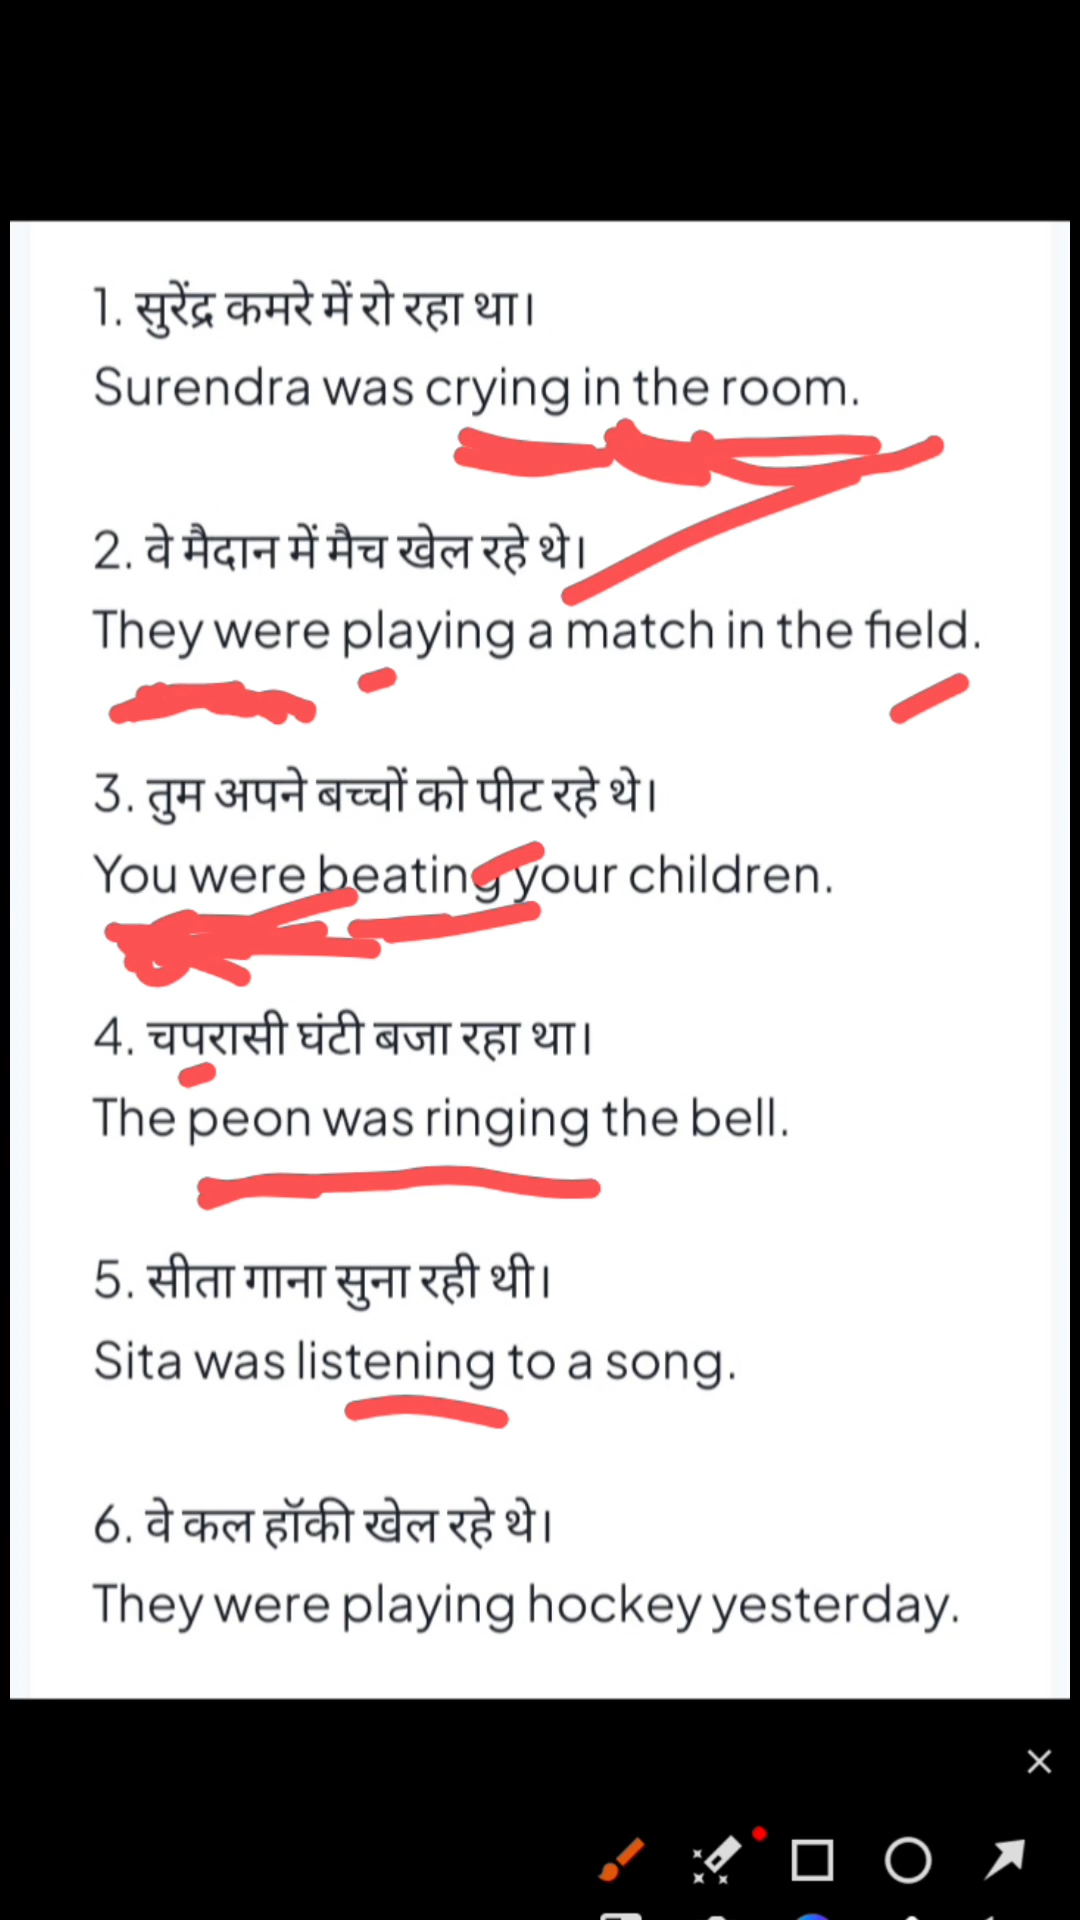 1. सुरेंद्र कमरे में रो रहा था।
Surendra was crying in the room.
2. वे मैदान में मैच खेल रहे थे।
They were playing a match in the field.
3. तुम अपने बच्चों को पीट रहे थे।
You were beating your children.
4. चपरासी घंटी बजा रहा था।
The peon was ringing the bell.
5. सीता गाना सुना रही थी।
Sita was listening to a song.
6. वे कल हॉकी खेल रहे थे।
They were playing hockey yesterday.